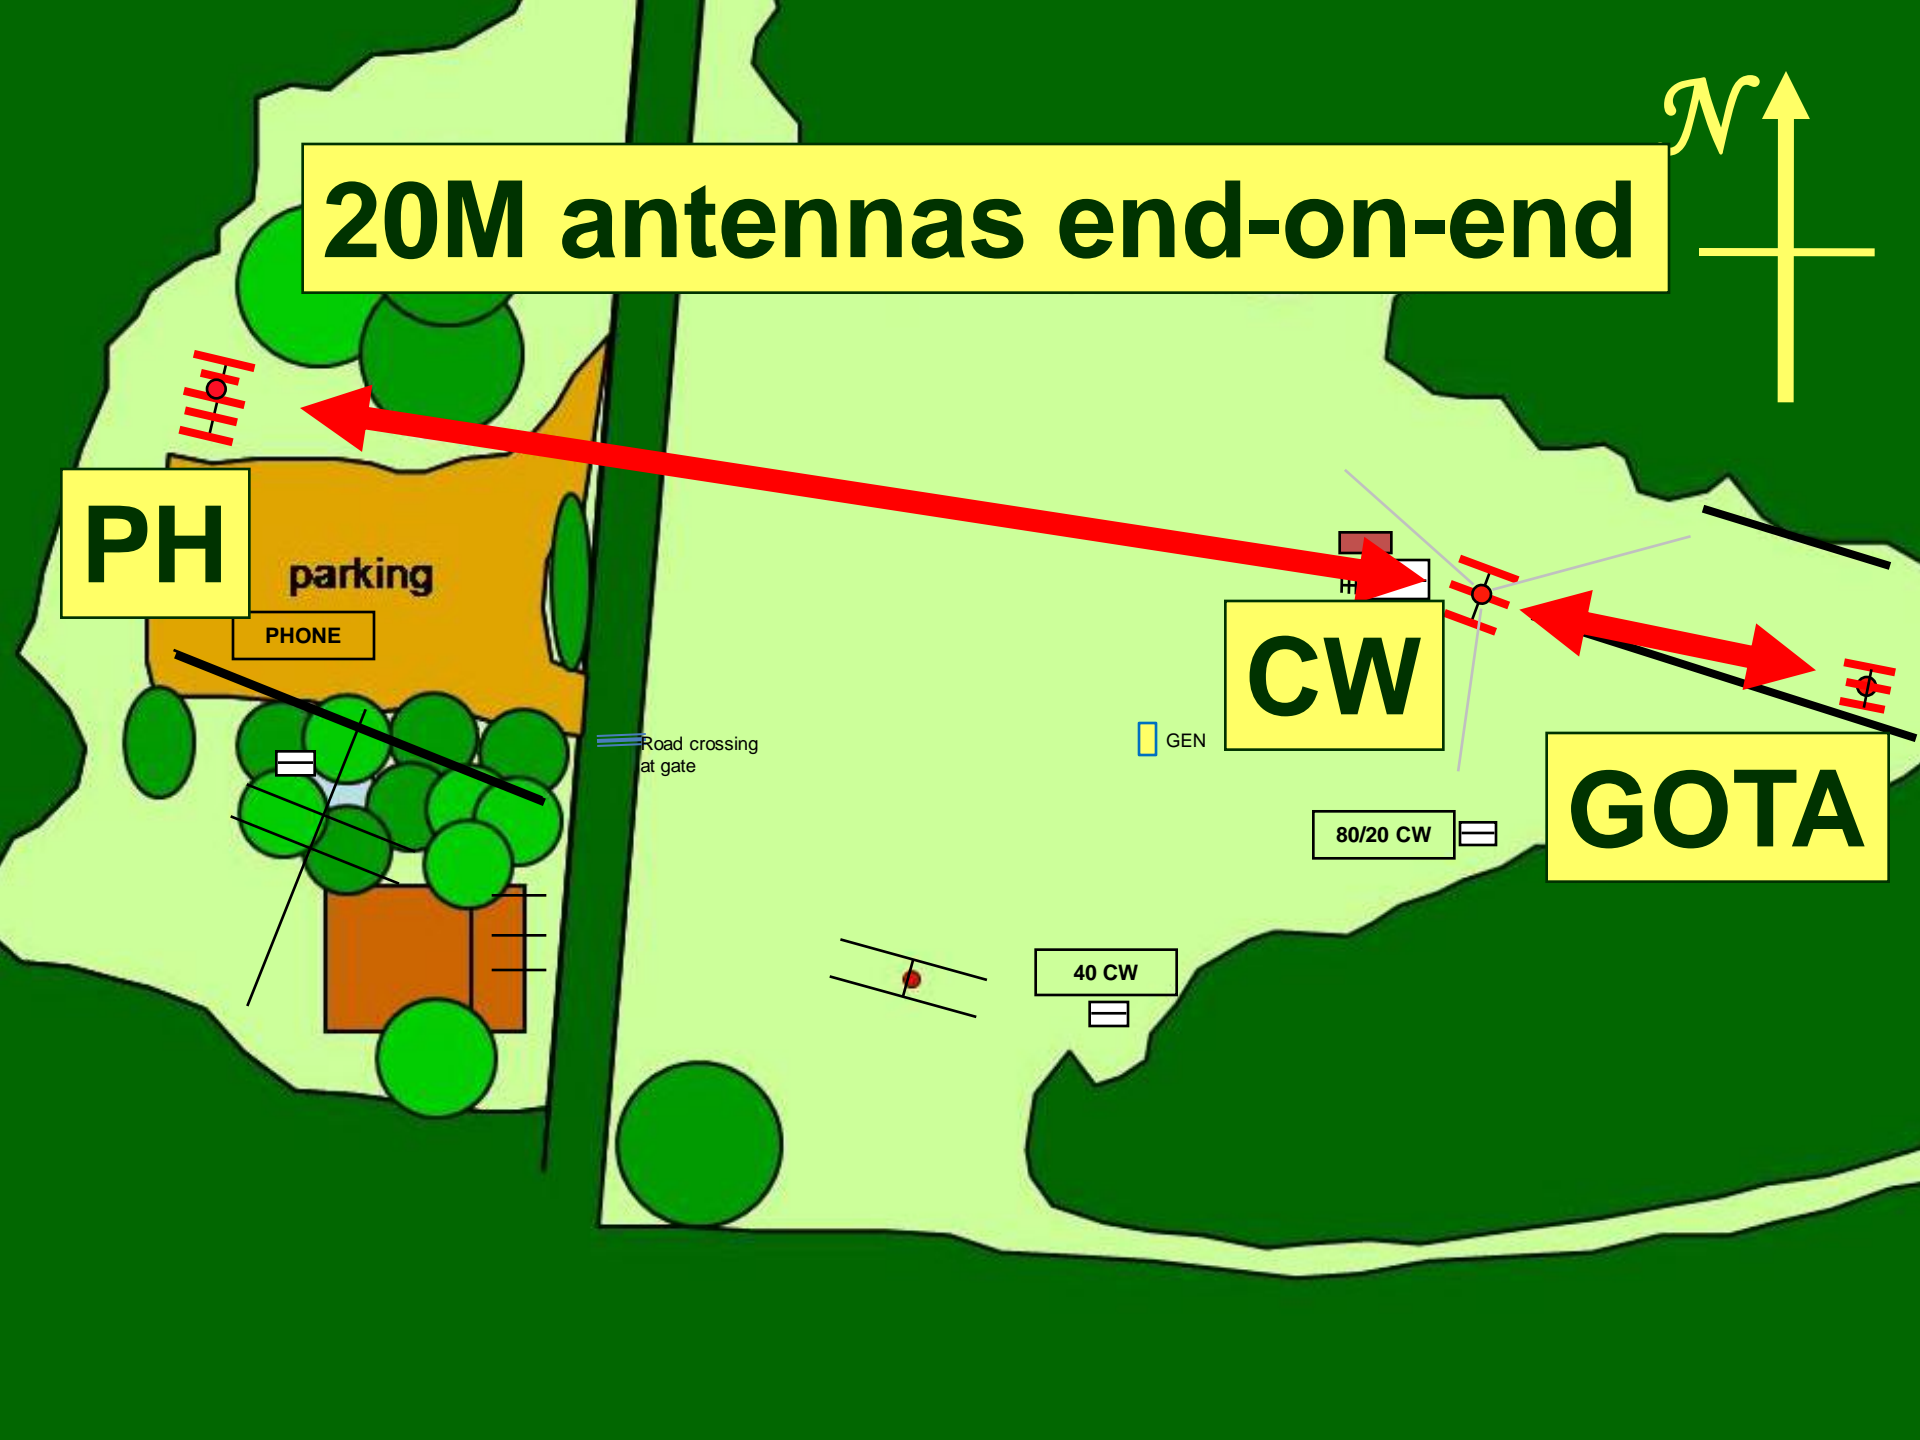 N
20M antennas end-on-end
PH
parking
PHONE
CW
Road crossing
at gate
GEN
GOTA
80/20 CW
40 CW